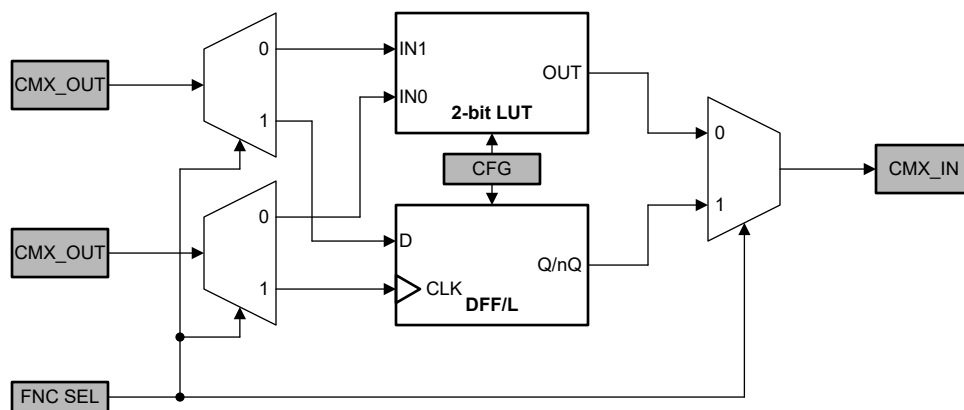 0
IN1
CMX_OUT
OUT
IN0
1
2-bit LUT
0
CFG
CMX_IN
0
1
D
CMX_OUT
Q/nQ
1
CLK
DFF/L
FNC SEL